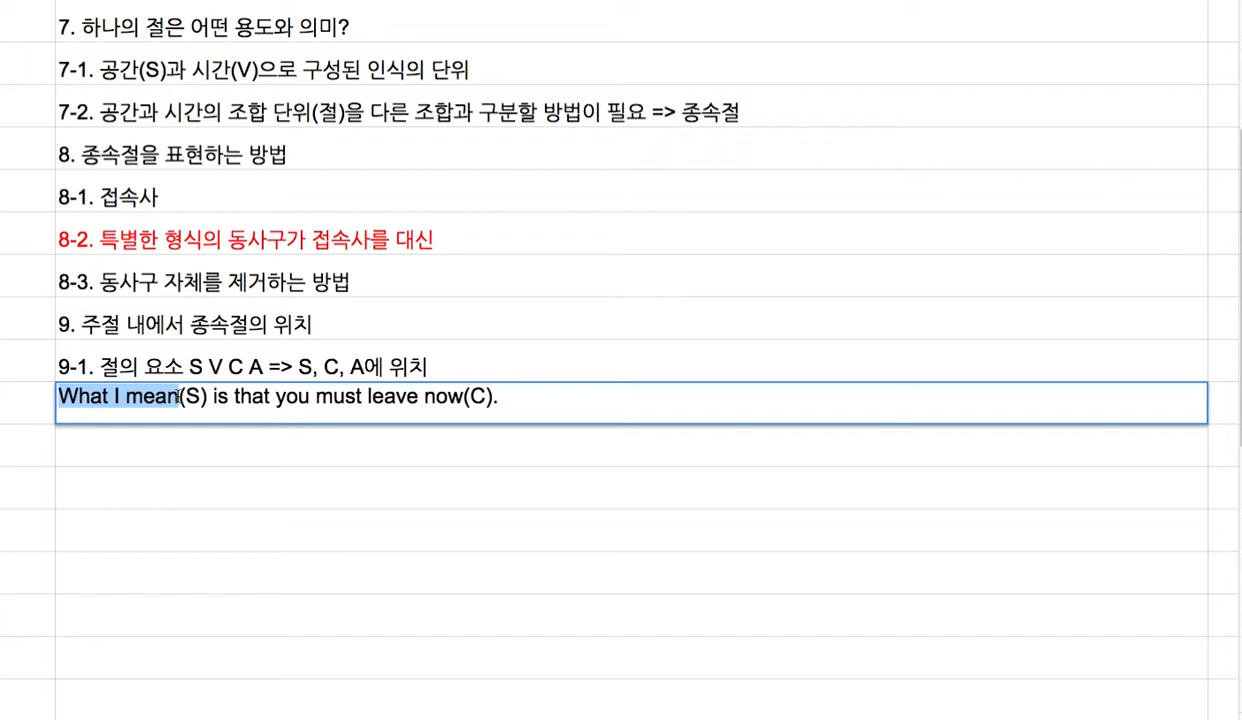 7. 하나의 절은 어떤 용도와 의미?
7-1. 공간(S)과 시간(V)으로 구성된 인식의 단위
7-2. 공간과 시간의 조합 단위(절)을 다른 조합과 구분할 방법이 필요 => 종속절
8. 종속절을 표현하는 방법
8-1. 접속사
8-2. 특별한 형식의 동사구가 접속사를 대신
8-3. 동사구 자체를 제거하는 방법
9. 주절 내에서 종속절의 위치
9-1. 절의 요소 S V C A => S, C, A에 위치
What I mean(S) is that you must leave now(C).